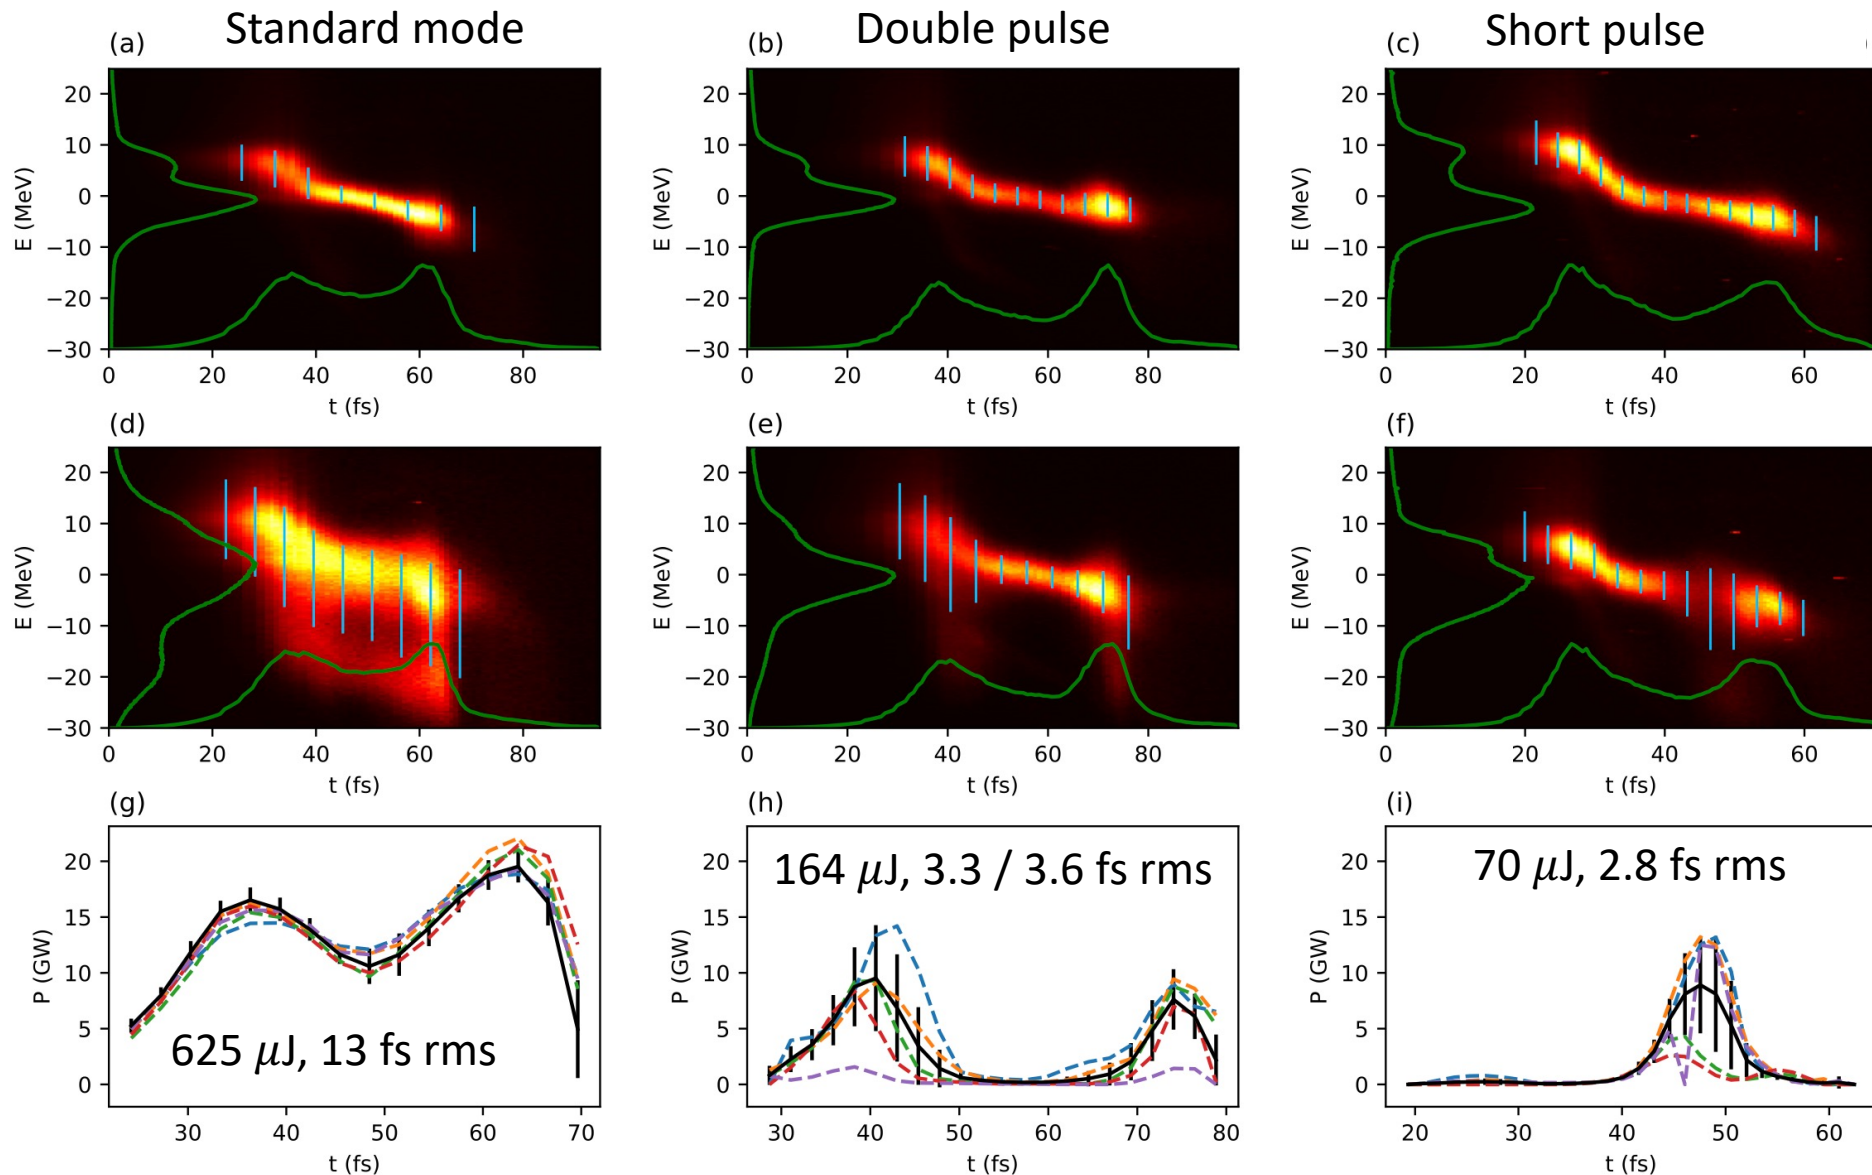 Standard mode
Double pulse
Short pulse
(a)
(b)
(c)
20
10
0
−10
−20
−30
E (MeV)
0 20 40 60 80
t (fs)
20
10
0
−10
−20
−30
E (MeV)
0 20 40 60 80
t (fs)
20
10
0
−10
−20
−30
E (MeV)
0 20 40 60
t (fs)
(d)
(e)
(f)
20
10
0
−10
−20
−30
E (MeV)
0 20 40 60 80
t (fs)
20
10
0
−10
−20
−30
E (MeV)
0 20 40 60 80
t (fs)
20
10
0
−10
−20
−30
E (MeV)
0 20 40 60
t (fs)
(g)
(h)
(i)
20
15
10
5
0
P (GW)
625 μJ, 13 fs rms
30 40 50 60 70
t (fs)
20
15
10
5
0
P (GW)
164 μJ, 3.3 / 3.6 fs rms
30 40 50 60 70 80
t (fs)
20
15
10
5
0
P (GW)
70 μJ, 2.8 fs rms
20 30 40 50 60
t (fs)